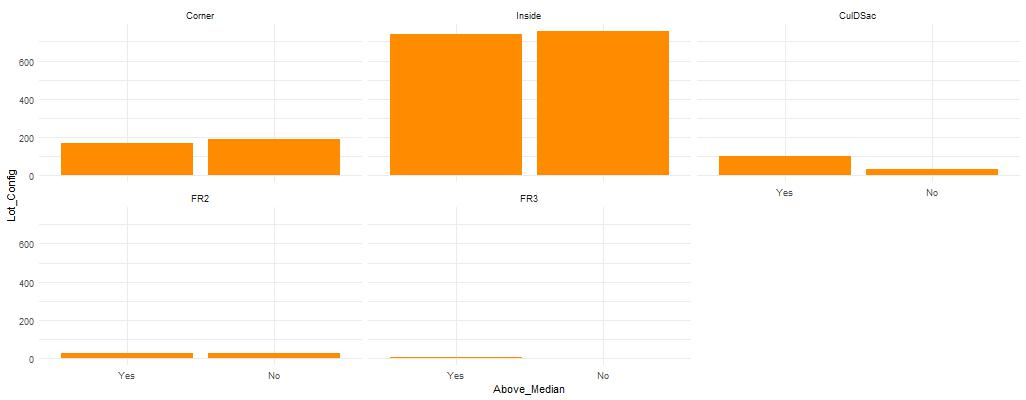 Corner Inside CulDSac
600
400
200
0
Yes No
Lot_Config
FR2 FR3
600
400
200
0
Yes No Yes No
Above_Median